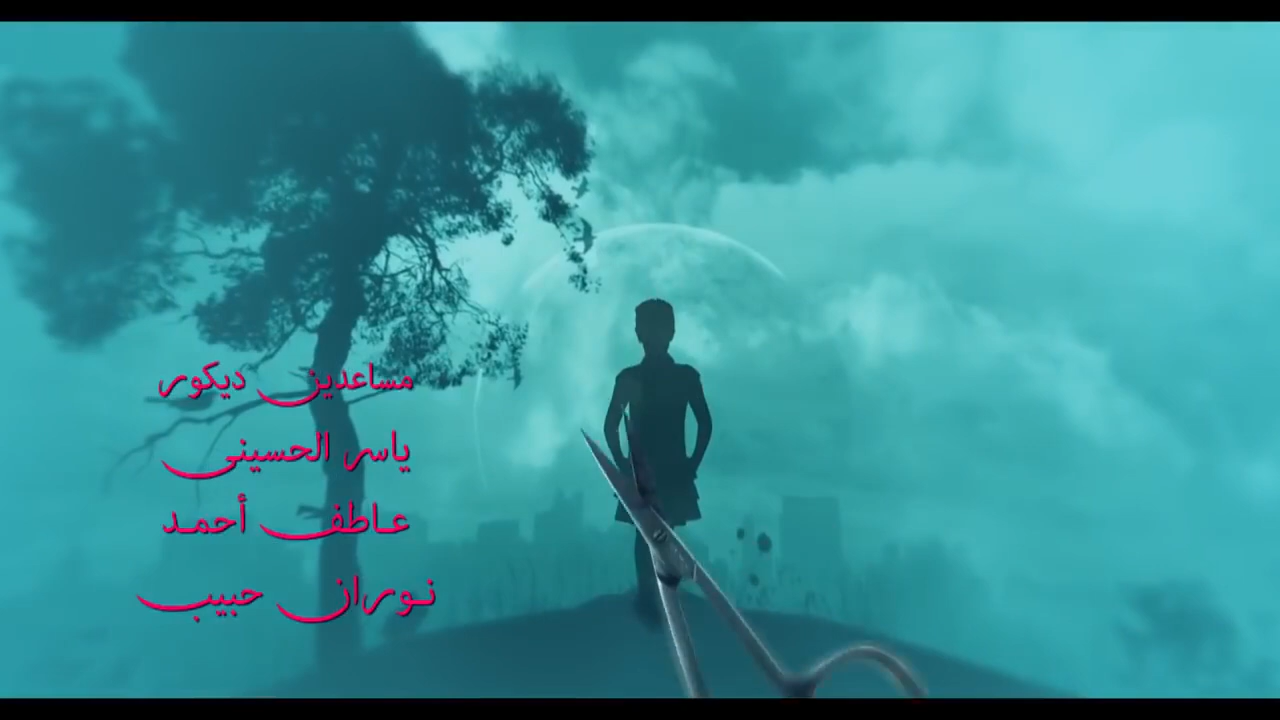 مساعدين ديكور
ياسر الحسينى
عاطف أحمد
نوران حبيب